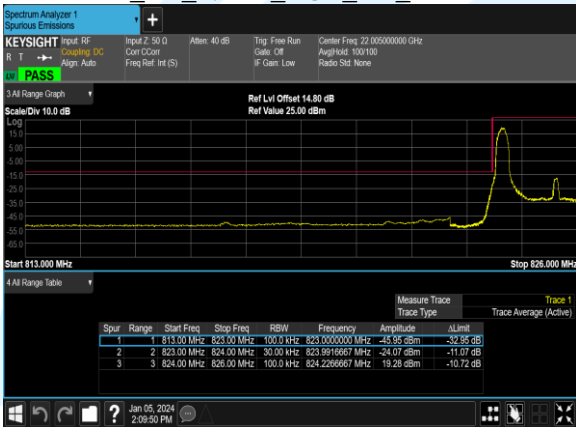 Spectrum Analyzer 1
Spurious Emissions
+
KEYSIGHT Input: RF Input Z: 50 Ω Atten: 40 dB Trig: Free Run Center Freq: 22.005000000 GHz
R T Coupling: DC Corr CCorr Gate: Off Avg|Hold: 100/100
Align: Auto Freq Ref: Int (S) IF Gain: Low Radio Std: None
PASS
3 All Range Graph
Ref Lvl Offset 14.80 dB
Scale/Div 10.0 dB Ref Value 25.00 dBm
Log
15.0
5.00
-5.00
-15.0
-25.0
-35.0
-45.0
-55.0
-65.0
Start 813.000 MHz Stop 826.000 MHz
4 All Range Table
Measure Trace Trace 1
Trace Type Trace Average (Active)
Spur Range Start Freq Stop Freq RBW Frequency Amplitude ΔLimit
1 1 813.00 MHz 823.00 MHz 100.0 kHz 823.0000000 MHz -45.95 dBm -32.95 dB
2 2 823.00 MHz 824.00 MHz 30.00 kHz 823.9916667 MHz -24.07 dBm -11.07 dB
3 3 824.00 MHz 826.00 MHz 100.0 kHz 824.2266667 MHz 19.28 dBm -10.72 dB
? Jan 05, 2024
2:09:50 PM